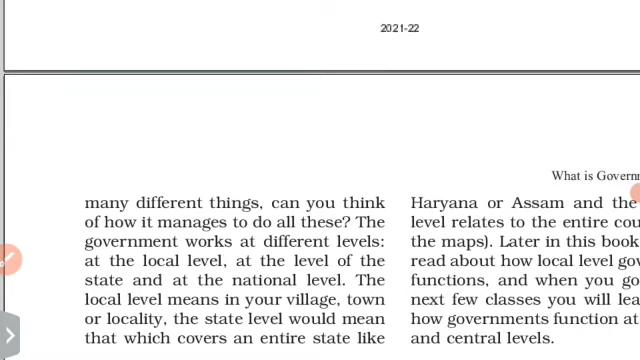 2021-22
What is
many different things, can you think
of how it manages to do all these? The
government works at different levels:
at the local level, at the level of the
state and at the national level. The
local level means in your village, town
or locality, the state level would mean
that which covers an entire state like
Haryana or Assam and the
level relates to the entire
the maps). Later in this book
read about how local level
functions, and when you go
next few classes you will
how governments function at
and central levels.